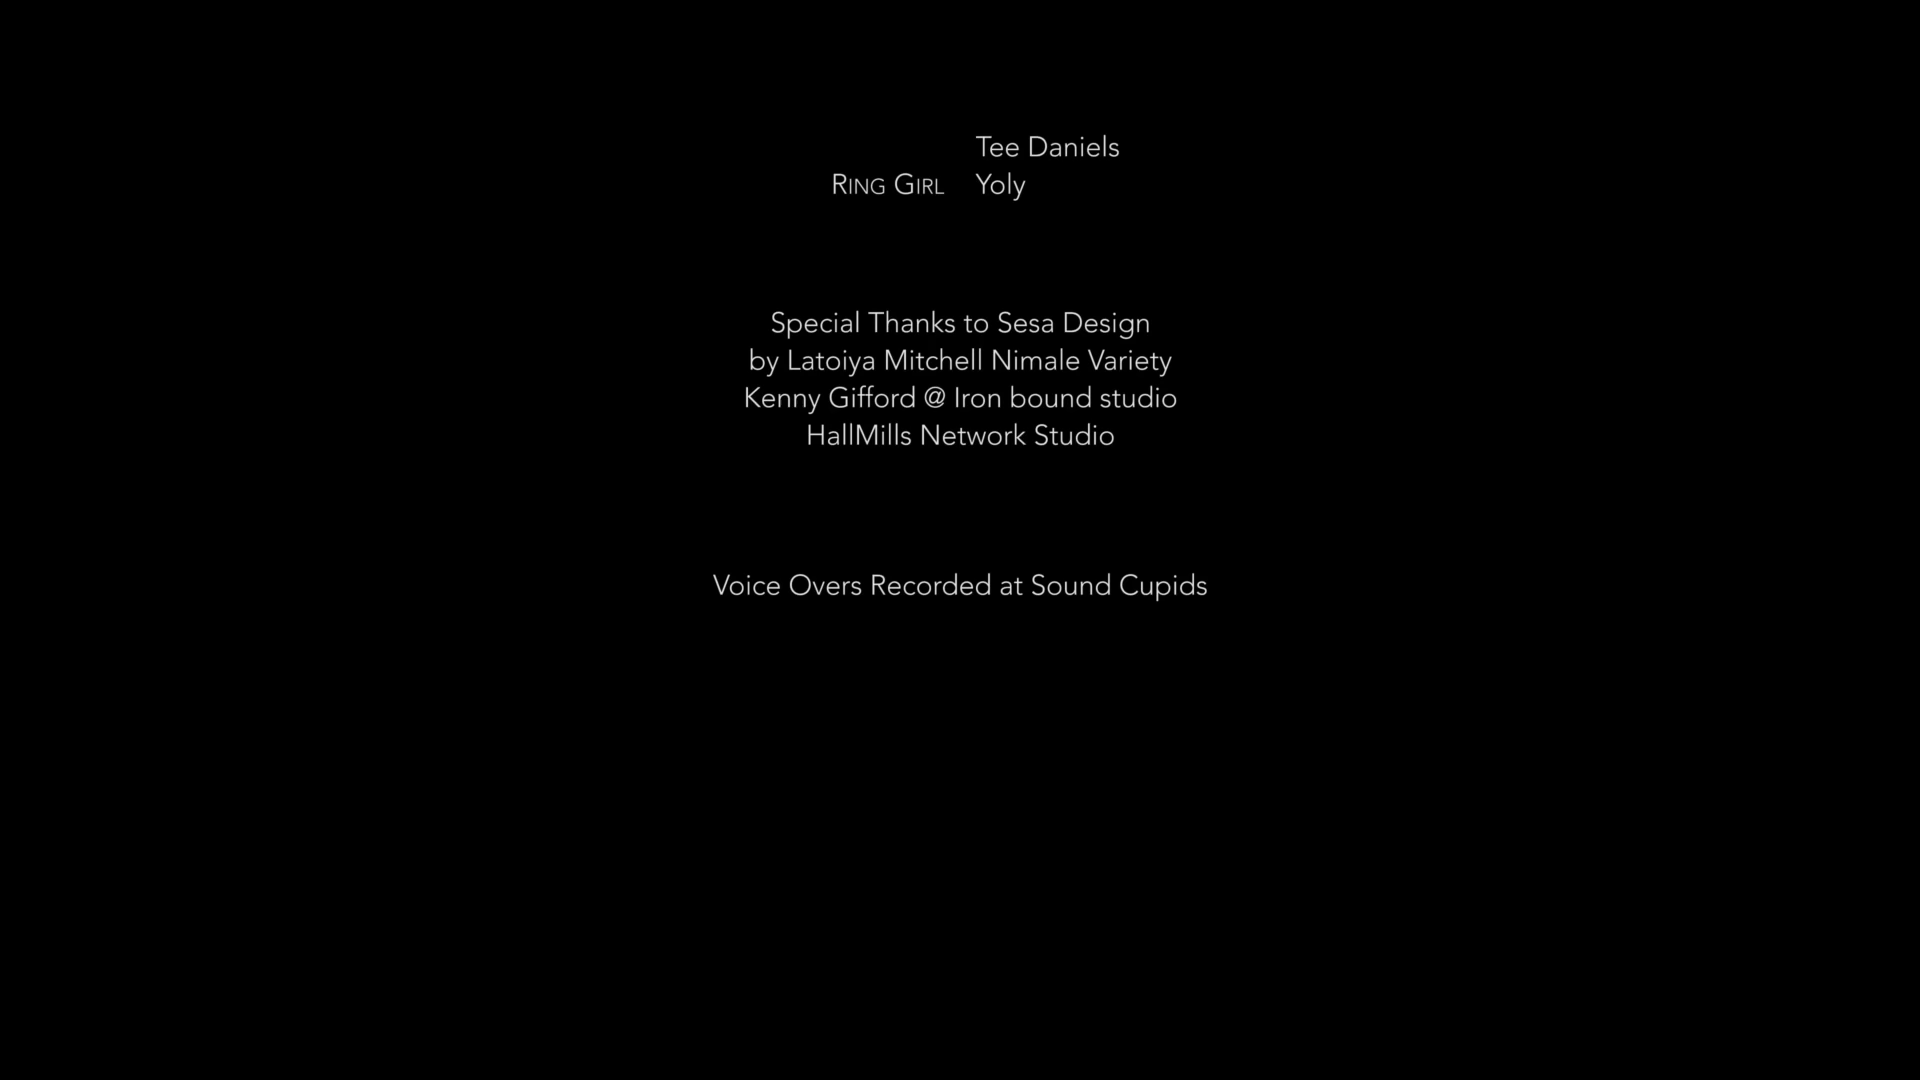 Tee Daniels
Ring Girl Yoly
Special Thanks to Sesa Design
by Latoiya Mitchell Nimale Variety
Kenny Gifford @ Iron bound studio
HallMills Network Studio
Voice Overs Recorded at Sound Cupids